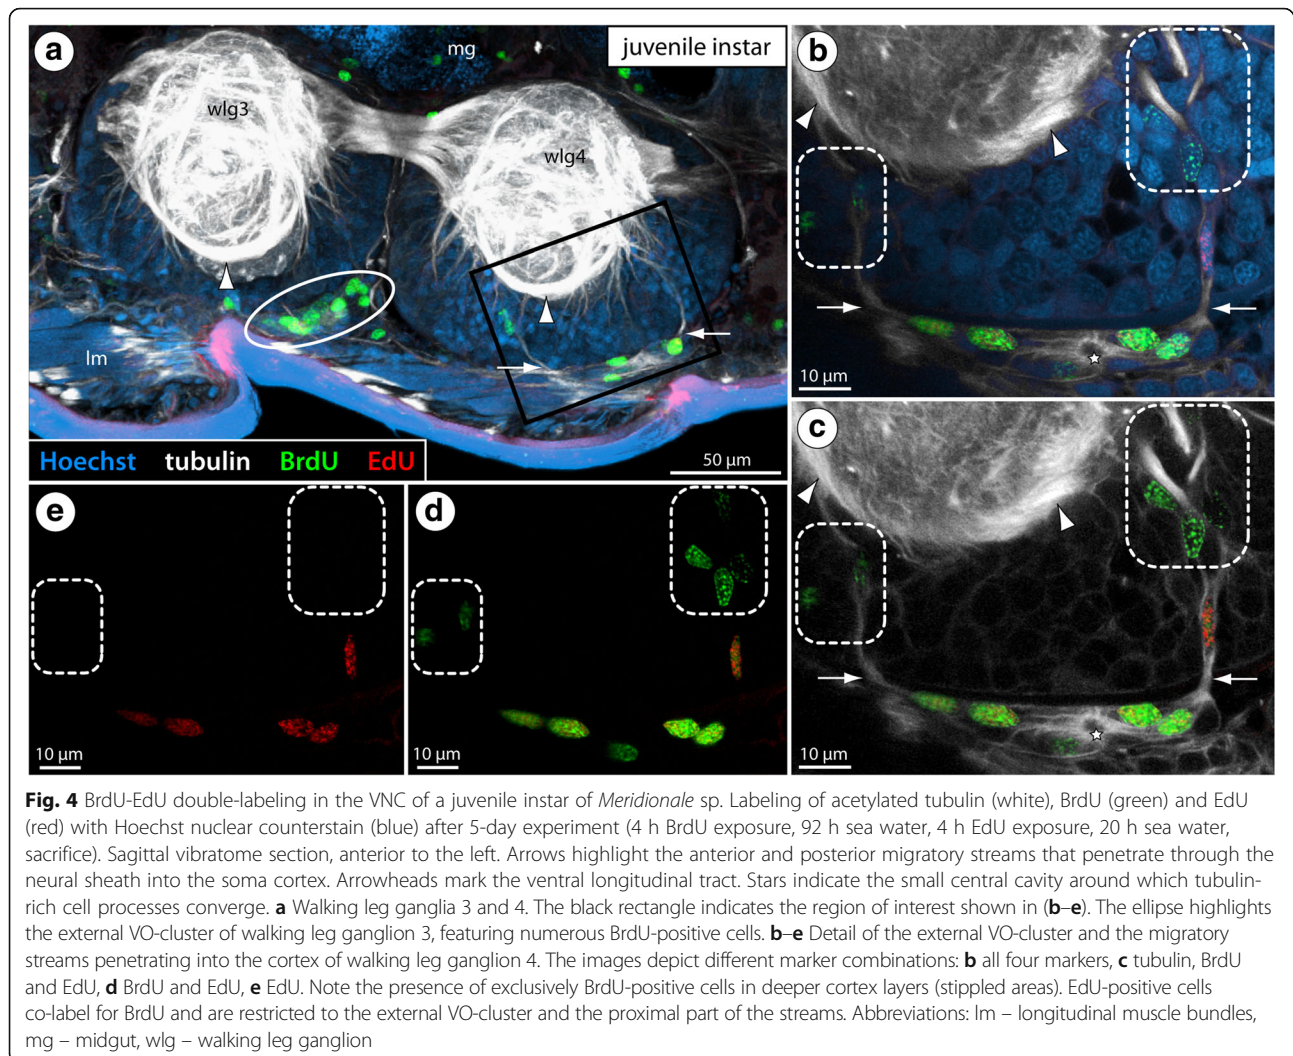 a
mg
juvenile instar
wlg3
wlg4
lm
Hoechst tubulin BrdU EdU
50 µm
b
10 µm
c
10 µm
e
10 µm
d
10 µm
Fig. 4 BrdU-EdU double-labeling in the VNC of a juvenile instar of Meridionale sp. Labeling of acetylated tubulin (white), BrdU (green) and EdU
(red) with Hoechst nuclear counterstain (blue) after 5-day experiment (4 h BrdU exposure, 92 h sea water, 4 h EdU exposure, 20 h sea water,
sacrifice). Sagittal vibratome section, anterior to the left. Arrows highlight the anterior and posterior migratory streams that penetrate through the
neural sheath into the soma cortex. Arrowheads mark the ventral longitudinal tract. Stars indicate the small central cavity around which tubulin-
rich cell processes converge. a Walking leg ganglia 3 and 4. The black rectangle indicates the region of interest shown in (b–e). The ellipse highlights
the external VO-cluster of walking leg ganglion 3, featuring numerous BrdU-positive cells. b–e Detail of the external VO-cluster and the migratory
streams penetrating into the cortex of walking leg ganglion 4. The images depict different marker combinations: b all four markers, c tubulin, BrdU
and EdU, d BrdU and EdU, e EdU. Note the presence of exclusively BrdU-positive cells in deeper cortex layers (stippled areas). EdU-positive cells
co-label for BrdU and are restricted to the external VO-cluster and the proximal part of the streams. Abbreviations: lm – longitudinal muscle bundles,
mg – midgut, wlg – walking leg ganglion